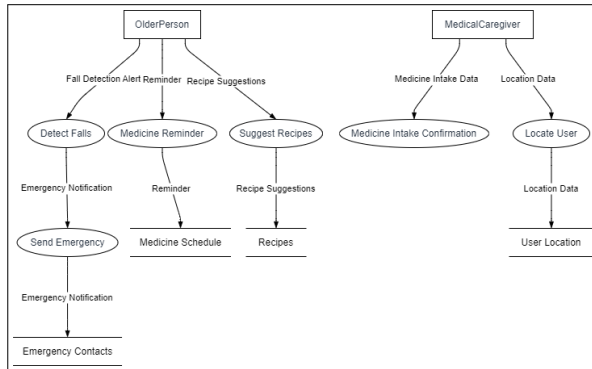 OlderPerson
MedicalCaregiver
Fall Detection Alert
Reminder
Recipe Suggestions
Medicine Intake Data
Location Data
Detect Falls
Medicine Reminder
Suggest Recipes
Medicine Intake Confirmation
Locate User
Emergency Notification
Reminder
Recipe Suggestions
Location Data
Send Emergency
Medicine Schedule
Recipes
User Location
Emergency Notification
Emergency Contacts